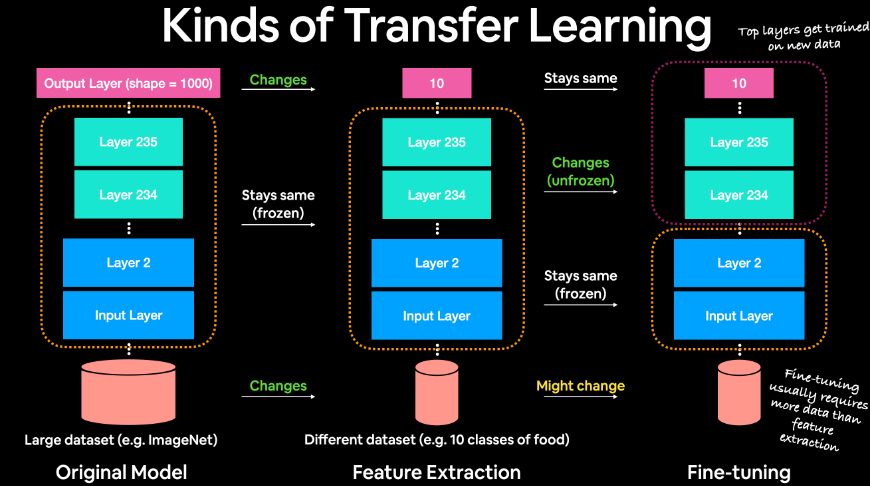 Kinds of Transfer Learning
Top layers get trained
on new data
Output Layer (shape = 1000)
Changes
10
Stays same
10
Layer 235
Layer 235
Layer 235
Changes
(unfrozen)
Stays same
(frozen)
Layer 234
Layer 234
Layer 234
Layer 2
Layer 2
Layer 2
Stays same
(frozen)
Input Layer
Input Layer
Input Layer
Changes
Might change
Fine-tuning
usually requires
more data than
feature
extraction
Large dataset (e.g. ImageNet)
Different dataset (e.g. 10 classes of food)
Original Model
Feature Extraction
Fine-tuning